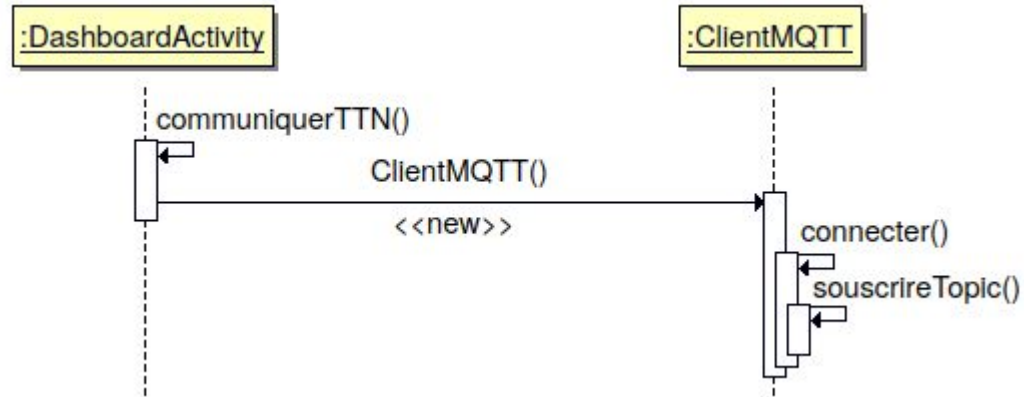 :DashboardActivity
:ClientMQTT
communiquerTTN()
ClientMQTT()
<<new>>
connecter()
souscrireTopic()